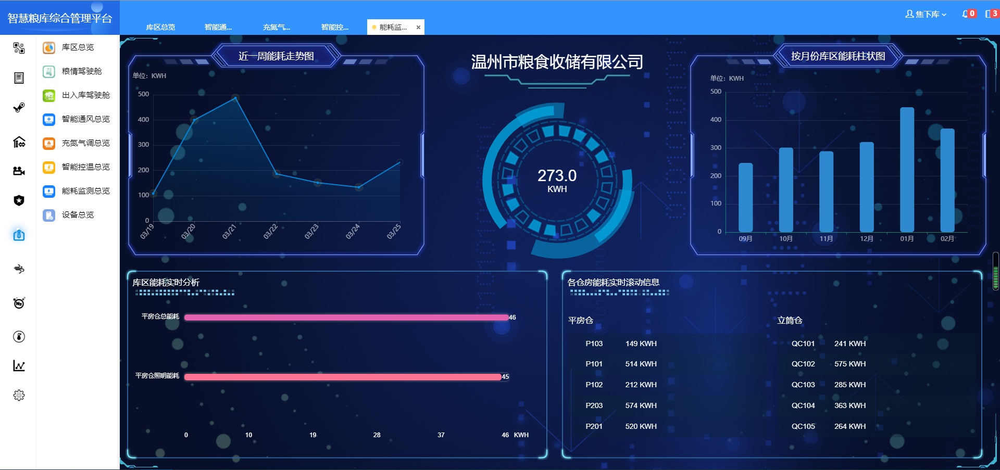 智慧粮库综合管理平台
焦下库
0
3
库区总览
智能通...
充氮气...
智能控...
能耗监...
×
库区总览
粮情驾驶舱
出入库驾驶舱
智能通风总览
充氮气调总览
智能控温总览
能耗监测总览
设备总览
近一周能耗走势图
单位：KWH
500
400
300
200
100
0
03/19
03/20
03/21
03/22
03/23
03/24
03/25
温州市粮食收储有限公司
273.0
KWH
按月份库区能耗柱状图
单位：KWH
500
400
300
200
100
0
09月
10月
11月
12月
01月
02月
库区能耗实时分析
平房仓总能耗
46
平房仓照明能耗
45
0 10 19 28 37 46 KWH
各仓房能耗实时滚动信息
平房仓
P103 149 KWH
P101 514 KWH
P102 212 KWH
P203 574 KWH
P201 520 KWH
立筒仓
QC101 241 KWH
QC102 575 KWH
QC103 285 KWH
QC104 363 KWH
QC105 264 KWH
N2